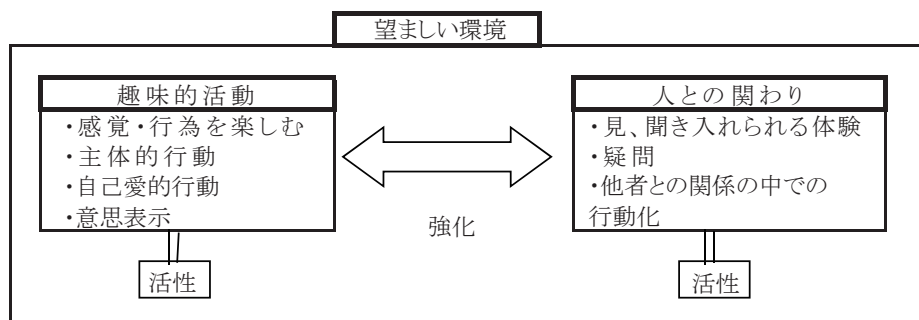 望ましい環境
趣味的活動
・感覚・行為を楽しむ
・主体的行動
・自己愛的行動
・意思表示
活性
強化
人との関わり
・見、聞き入れられる体験
・疑問
・他者との関係の中での
行動化
活性